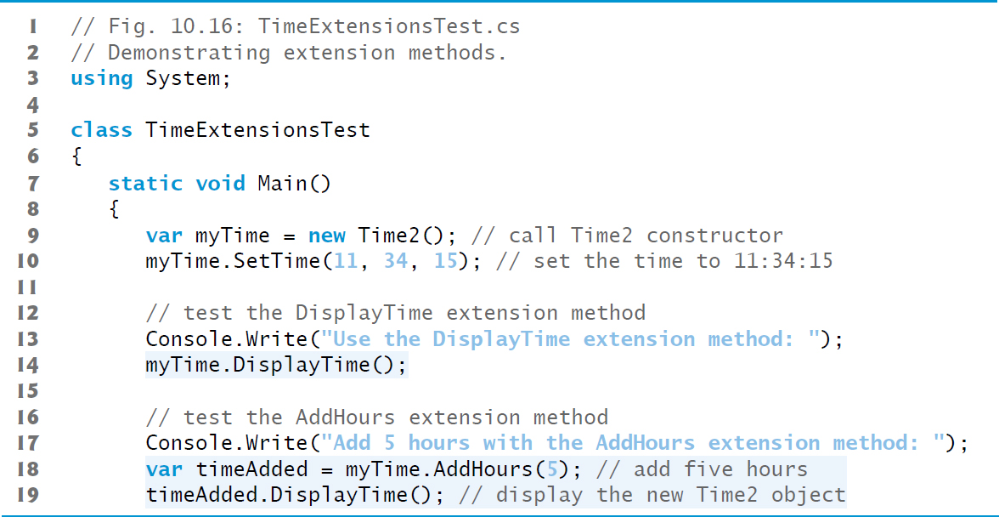 1 // Fig. 10.16: TimeExtensionsTest.cs
2 // Demonstrating extension methods.
3 using System;
4
5 class TimeExtensionsTest
6 {
7    static void Main()
8    {
9       var myTime = new Time2(); // call Time2 constructor
10       myTime.SetTime(11, 34, 15); // set the time to 11:34:15
11
12       // test the DisplayTime extension method
13       Console.Write("Use the DisplayTime extension method: ");
14       myTime.DisplayTime();
15
16       // test the AddHours extension method
17       Console.Write("Add 5 hours with the AddHours extension method: ");
18       var timeAdded = myTime.AddHours(5); // add five hours
19       timeAdded.DisplayTime(); // display the new Time2 object